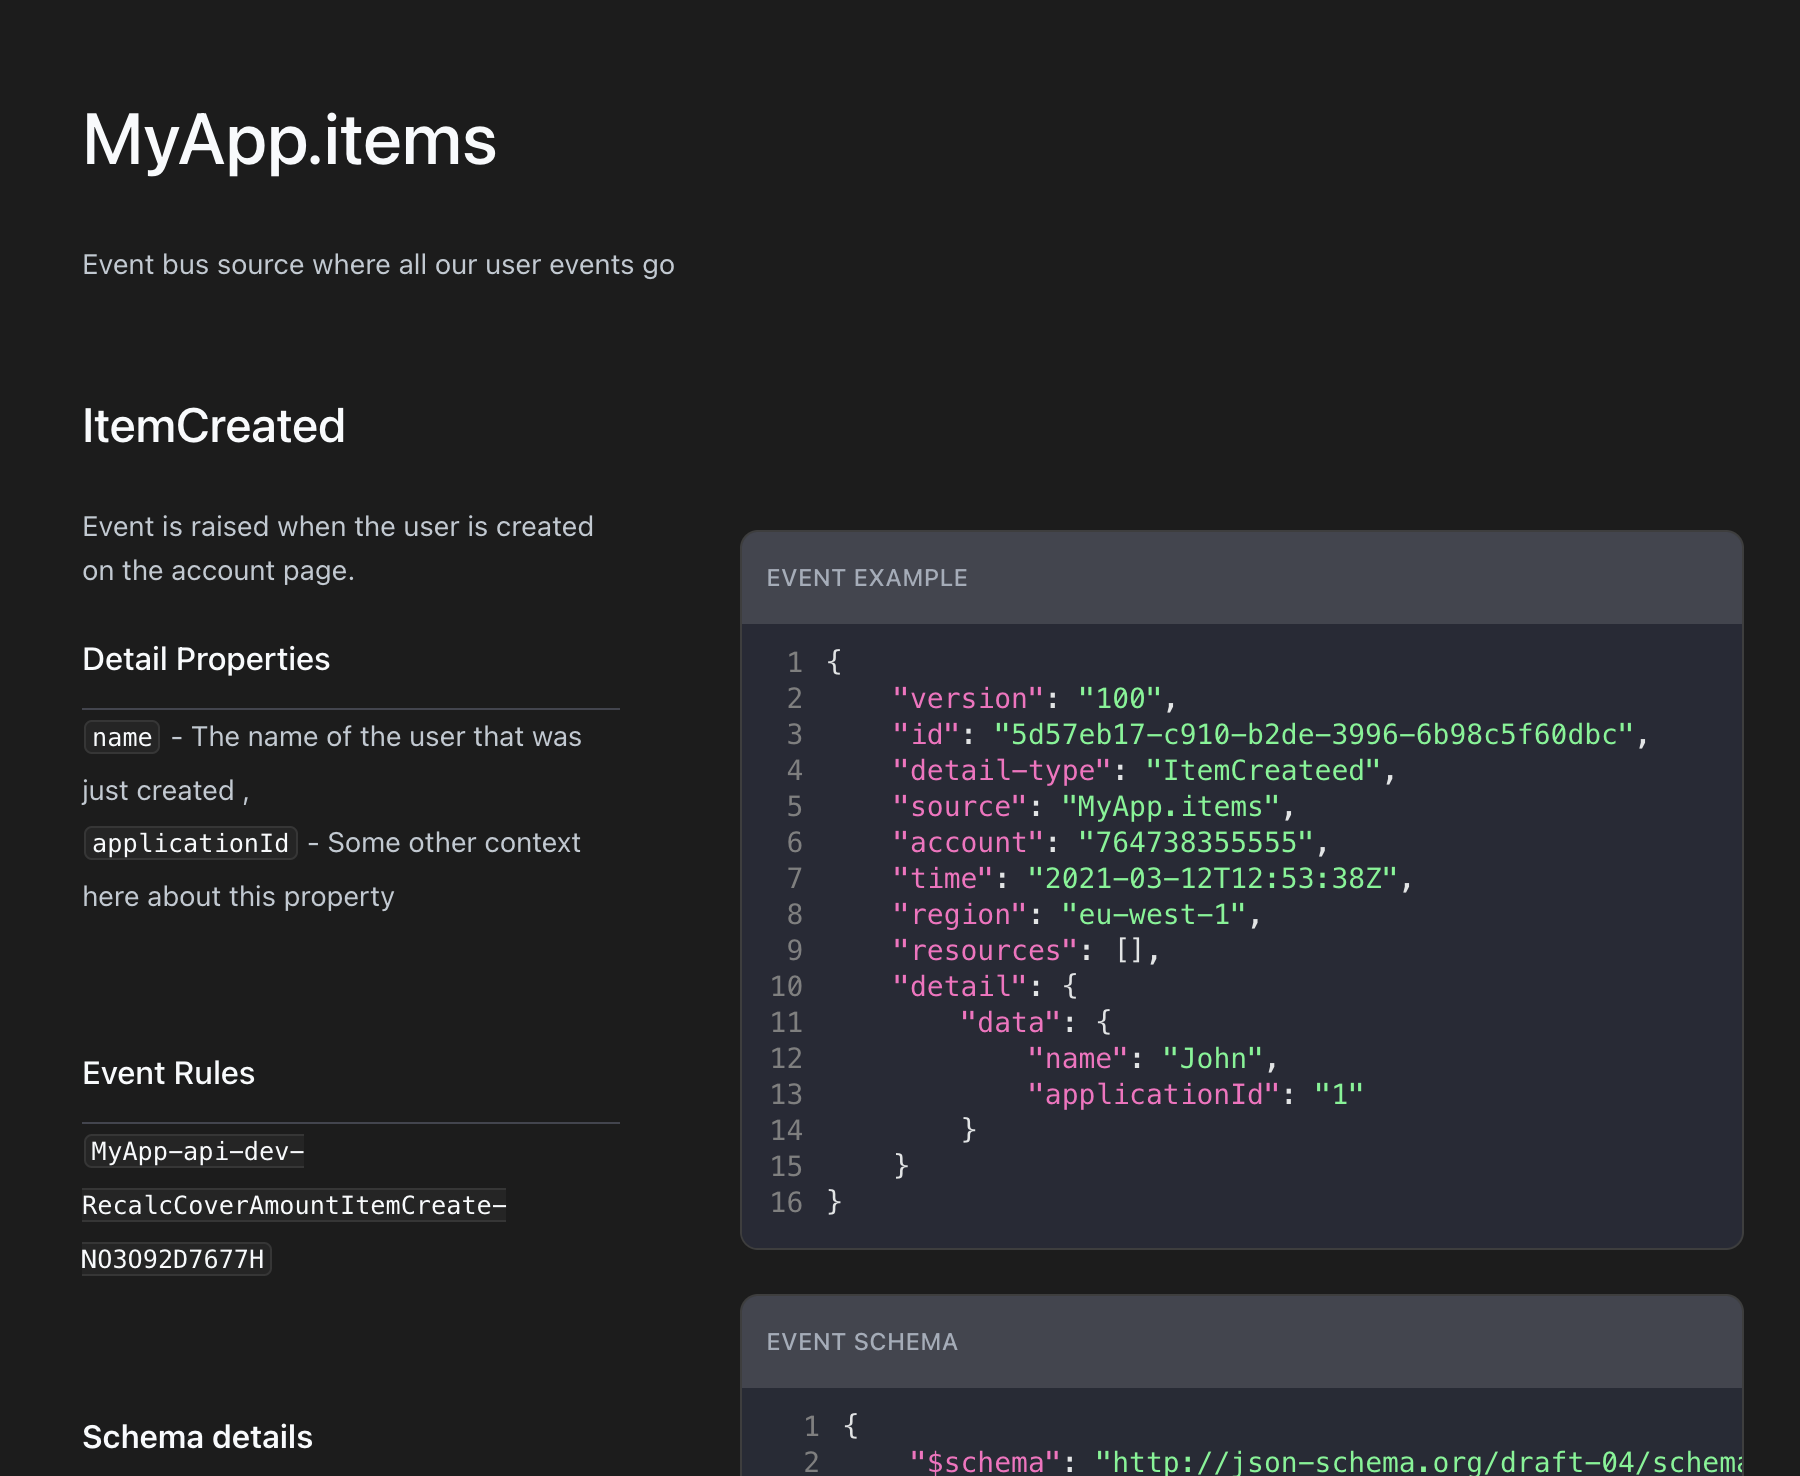 MyApp.items
Event bus source where all our user events go
ItemCreated
Event is raised when the user is created
on the account page.
Detail Properties
name - The name of the user that was
just created ,
applicationId - Some other context
here about this property
Event Rules
MyApp-api-dev-
RecalcCoverAmountItemCreate-
NO3O92D7677H
Schema details
EVENT EXAMPLE
1 {
2     "version": "100",
3     "id": "5d57eb17-c910-b2de-3996-6b98c5f60dbc",
4     "detail-type": "ItemCreateed",
5     "source": "MyApp.items",
6     "account": "764738355555",
7     "time": "2021-03-12T12:53:38Z",
8     "region": "eu-west-1",
9     "resources": [],
10     "detail": {
11         "data": {
12             "name": "John",
13             "applicationId": "1"
14         }
15     }
16 }
EVENT SCHEMA
1 {
2     "$schema": "http://json-schema.org/draft-04/schema